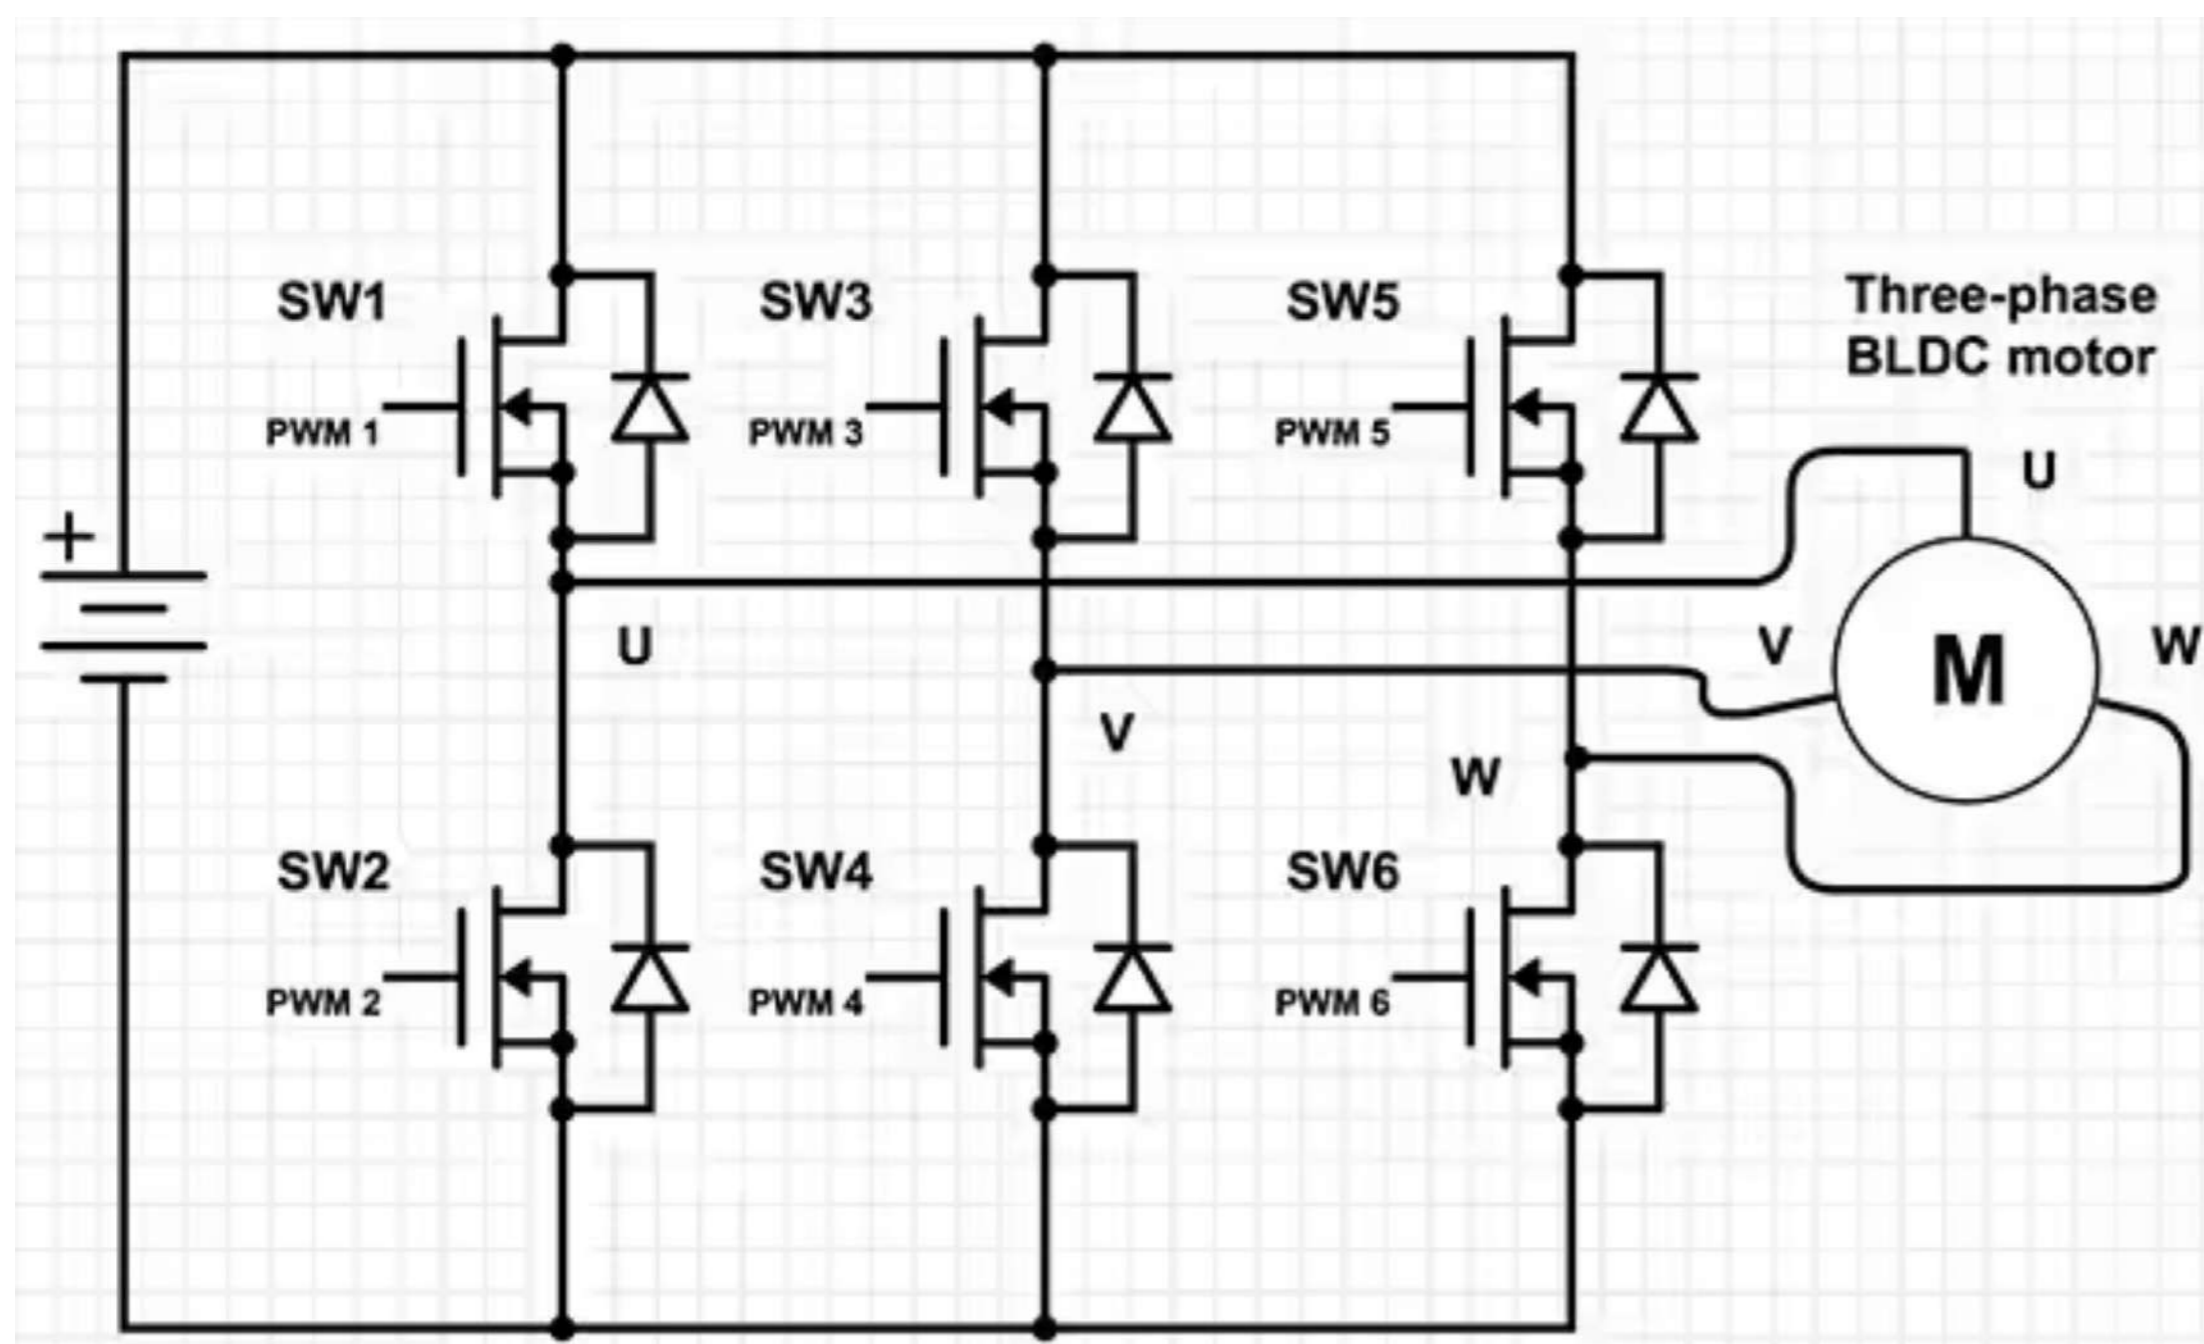 SW1
SW3
SW5
Three-phase
BLDC motor
PWM 1
PWM 3
PWM 5
U
+
U
V
W
M
V
W
SW2
SW4
SW6
PWM 2
PWM 4
PWM 6